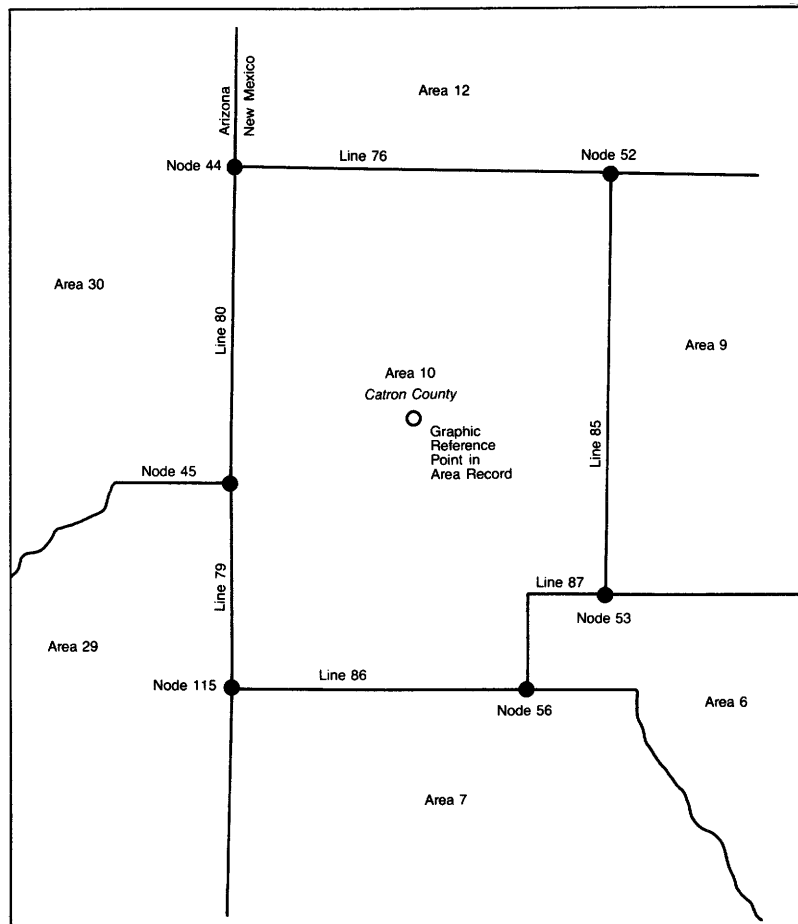 Area 12
Arizona
New Mexico
Node 44
Line 76
Node 52
Area 30
Line 80
Area 9
Area 10
Catron County
Graphic
Reference
Point in
Area Record
Line 85
Node 45
Line 79
Line 87
Node 53
Area 29
Node 115
Line 86
Node 56
Area 6
Area 7